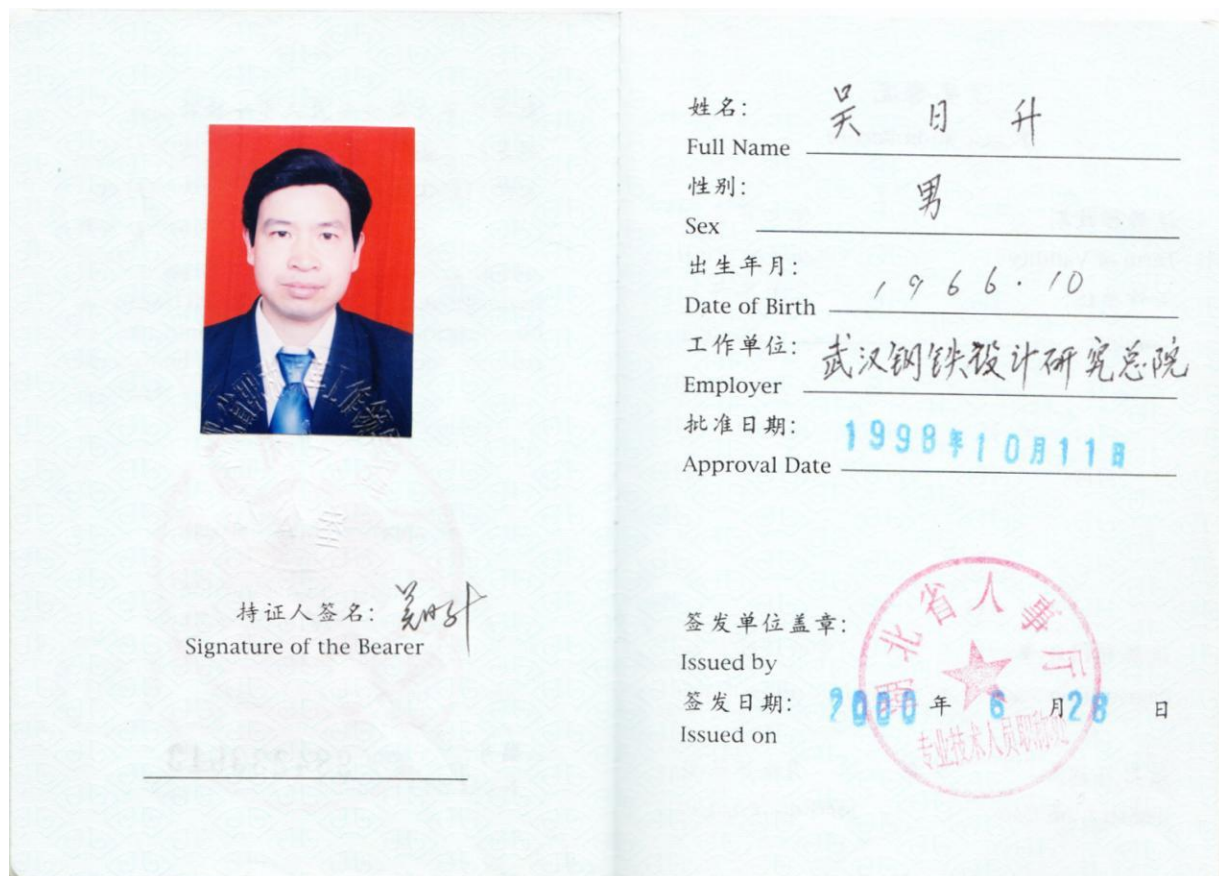 持证人签名: 吴日升
Signature of the Bearer
姓名: 吴日升
Full Name
性别: 男
Sex
出生年月: 1966.10
Date of Birth
工作单位: 武汉钢铁设计研究总院
Employer
批准日期: 1998年10月11日
Approval Date
签发单位盖章:
Issued by
湖北省人事厅
专业技术人员职称处
签发日期: 2000年6月28日
Issued on